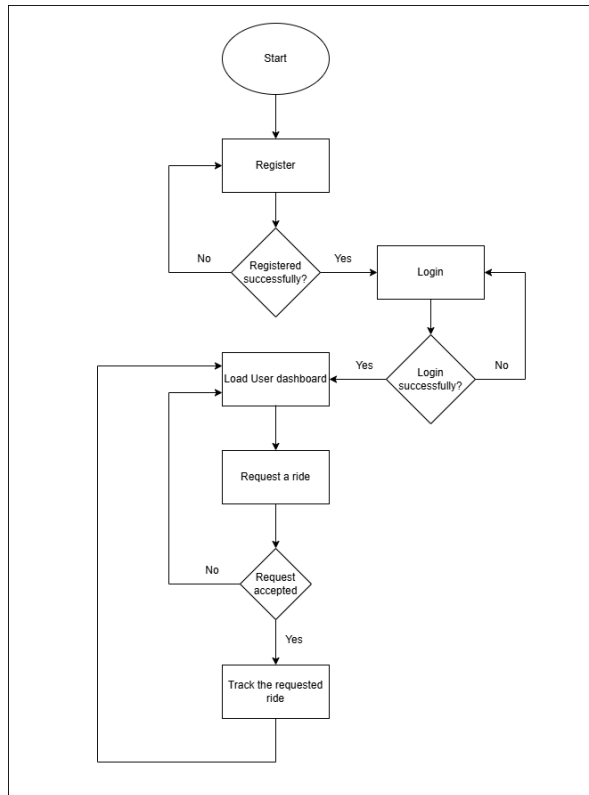 Start
Register
No
Registered
successfully?
Yes
Login
Load User dashboard
Yes
Login
successfully?
No
Request a ride
No
Request
accepted
Yes
Track the requested
ride